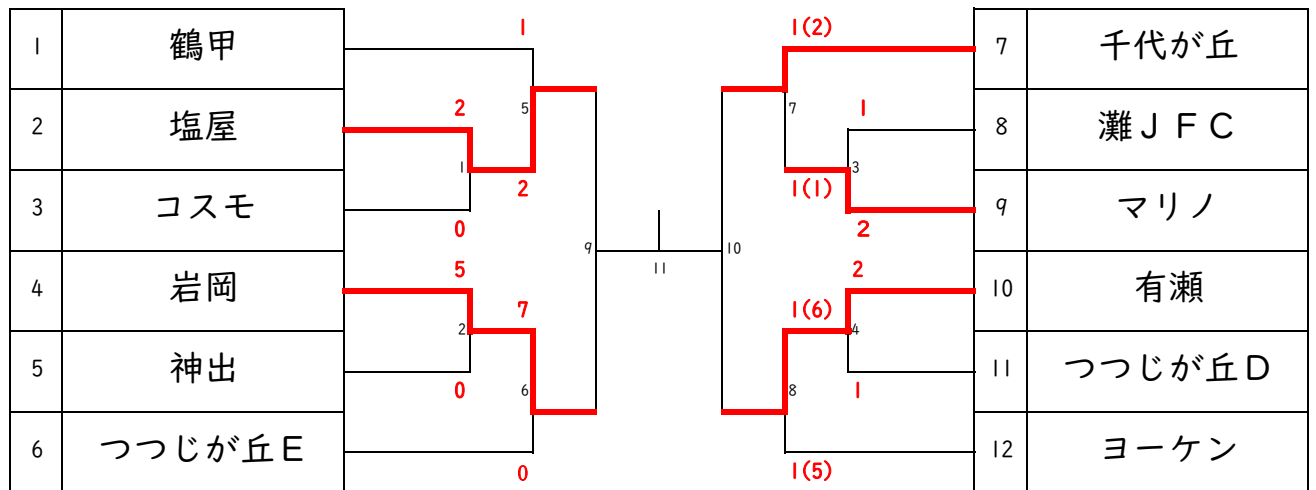 1 鶴甲
2 塩屋
3 コスモ
4 岩岡
5 神出
6 つつじが丘E
1
2
1
0
5
2
0
5
2
7
6
0
9
11
10
1(2)
7
1(1)
1
3
2
2
1(6)
4
1
8
1(5)
7 千代が丘
8 灘JFC
9 マリノ
10 有瀬
11 つつじが丘D
12 ヨーケン